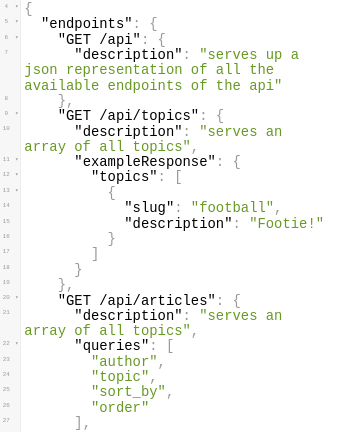 4 {
5 "endpoints": {
6 "GET /api": {
7 "description": "serves up a
json representation of all the
available endpoints of the api"
8 },
9 "GET /api/topics": {
10 "description": "serves an
array of all topics",
11 "exampleResponse": {
12 "topics": [
13 {
14 "slug": "football",
15 "description": "Footie!"
16 }
17 ]
18 }
19 },
20 "GET /api/articles": {
21 "description": "serves an
array of all topics",
22 "queries": [
23 "author",
24 "topic",
25 "sort_by",
26 "order"
27 ],